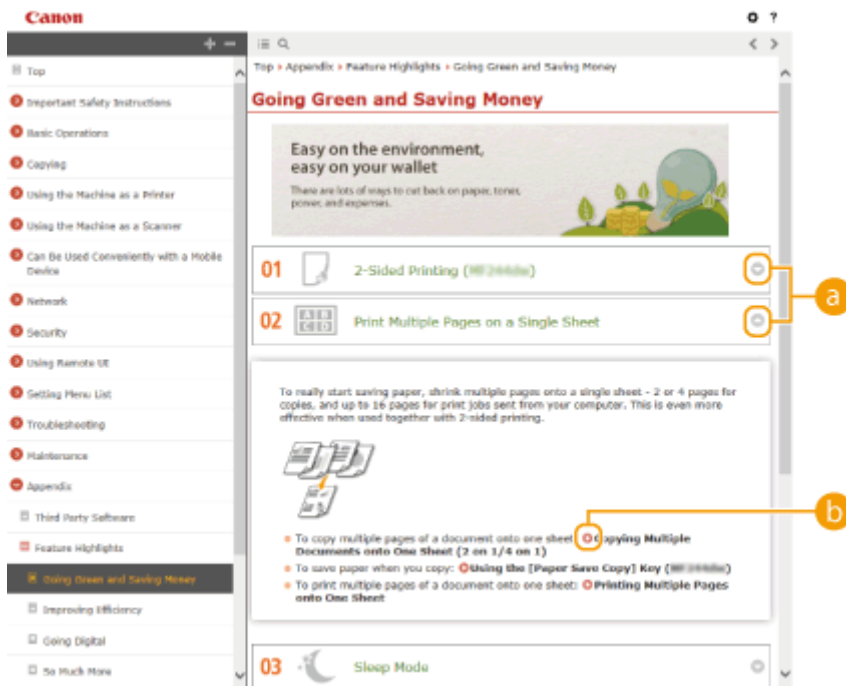 Canon
?
+ −
< >
Top
Top › Appendix › Feature Highlights › Going Green and Saving Money
Important Safety Instructions
Basic Operations
Copying
Using the Machine as a Printer
Using the Machine as a Scanner
Can Be Used Conveniently with a Mobile
Device
Network
Security
Using Remote UI
Setting Menu List
Troubleshooting
Maintenance
Appendix
Third Party Software
Feature Highlights
Going Green and Saving Money
Improving Efficiency
Going Digital
So Much More
Going Green and Saving Money
Easy on the environment,
easy on your wallet
There are lots of ways to cut back on paper, toner,
power, and expenses.
01 2-Sided Printing ( )
a
02 A B C D Print Multiple Pages on a Single Sheet
To really start saving paper, shrink multiple pages onto a single sheet - 2 or 4 pages for
copies, and up to 16 pages for print jobs sent from your computer. This is even more
effective when used together with 2-sided printing.
b
To copy multiple pages of a document onto one sheet: Copying Multiple
Documents onto One Sheet (2 on 1/4 on 1)
To save paper when you copy: Using the [Paper Save Copy] Key ( )
To print multiple pages of a document onto one sheet: Printing Multiple Pages
onto One Sheet
03 Sleep Mode